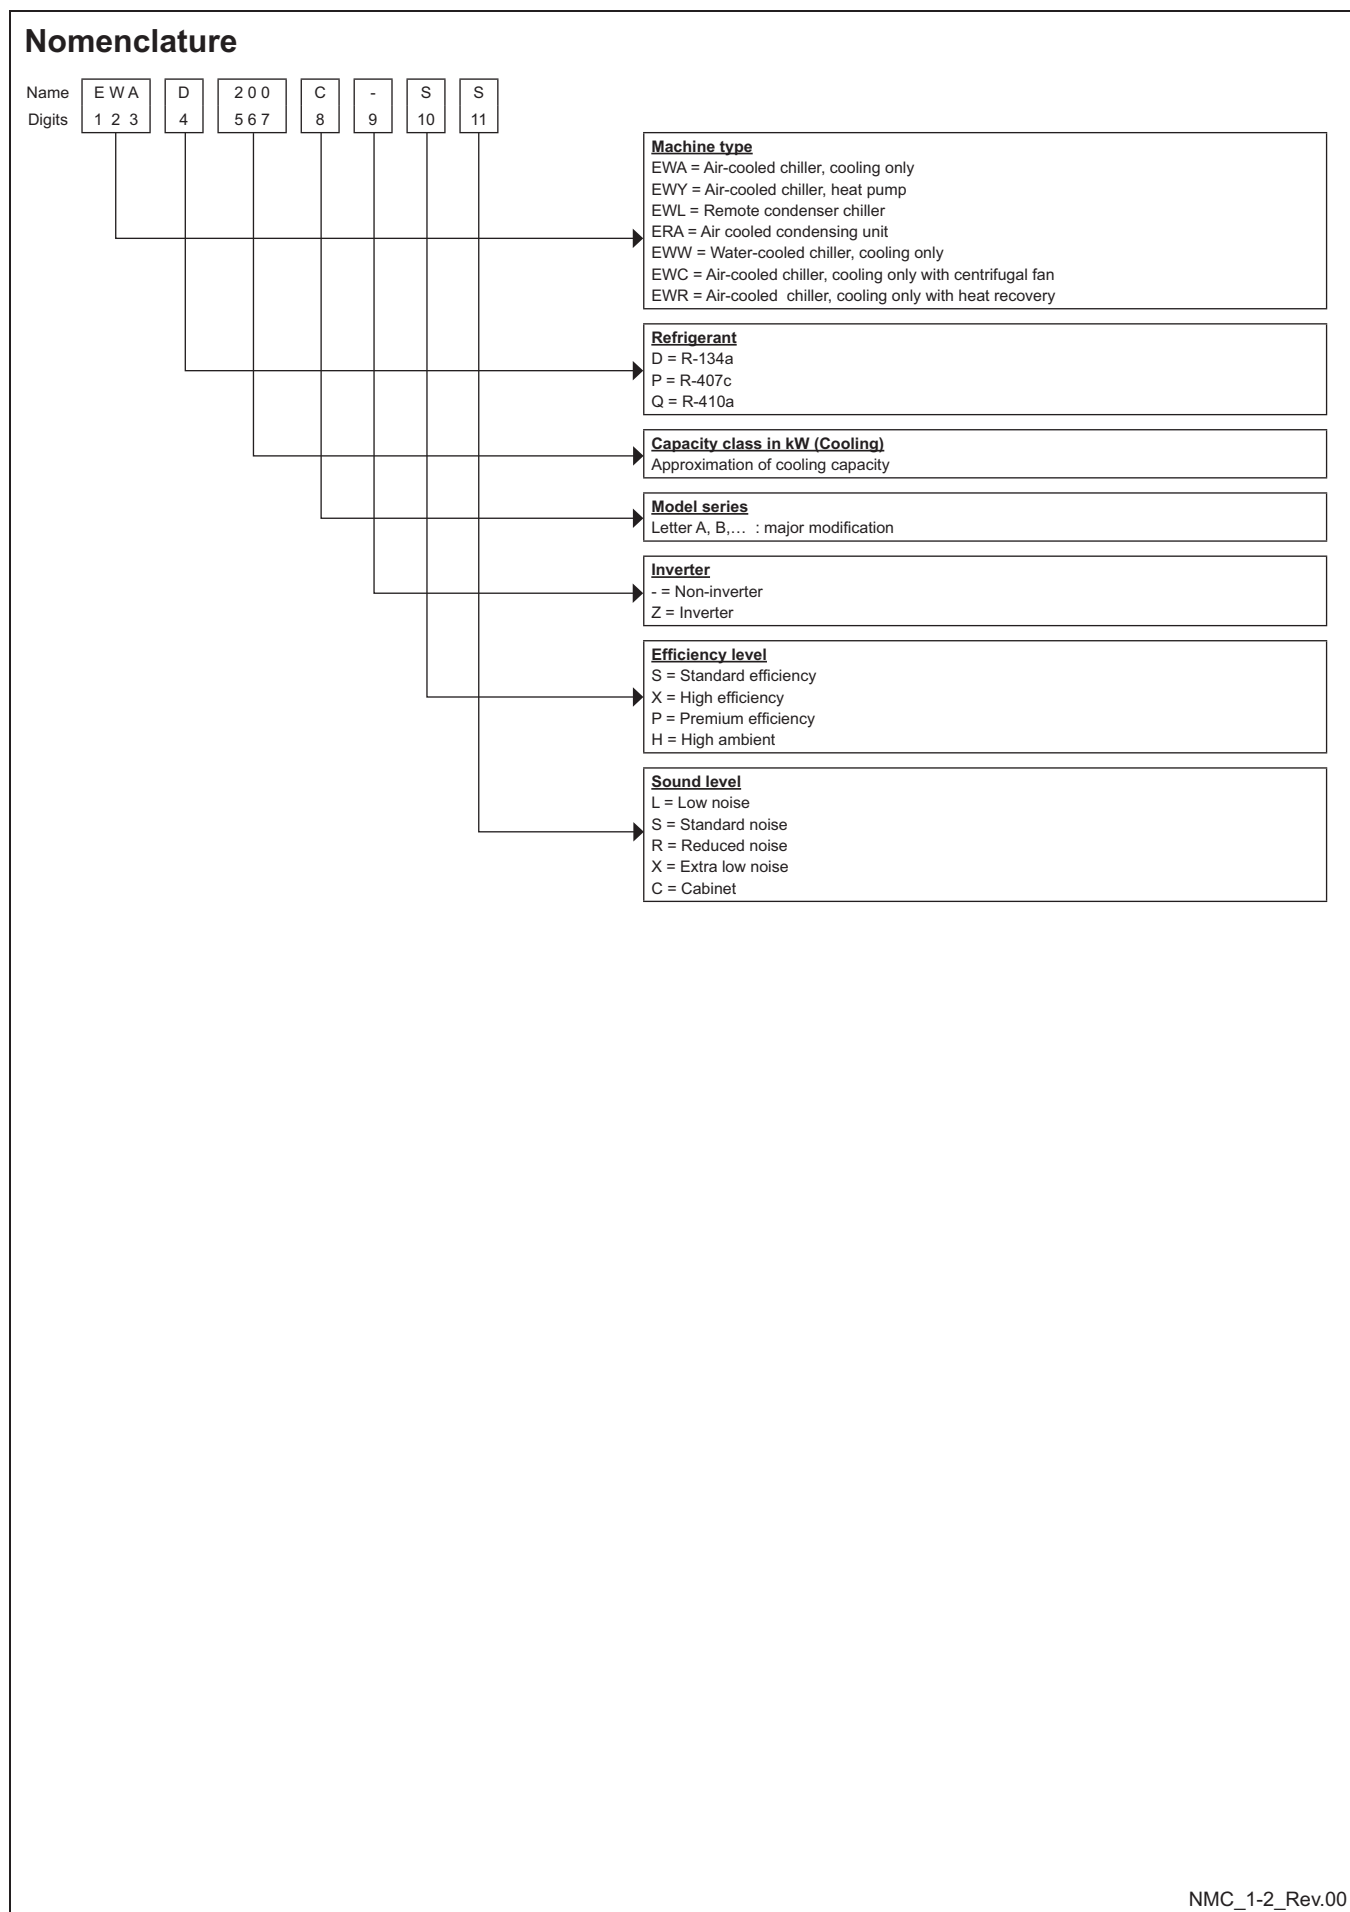 Nomenclature
Name E W A D 2 0 0 C - S S
Digits 1 2 3 4 5 6 7 8 9 10 11
Machine type
EWA = Air-cooled chiller, cooling only
EWY = Air-cooled chiller, heat pump
EWL = Remote condenser chiller
ERA = Air cooled condensing unit
EWW = Water-cooled chiller, cooling only
EWC = Air-cooled chiller, cooling only with centrifugal fan
EWR = Air-cooled chiller, cooling only with heat recovery
Refrigerant
D = R-134a
P = R-407c
Q = R-410a
Capacity class in kW (Cooling)
Approximation of cooling capacity
Model series
Letter A, B,… : major modification
Inverter
- = Non-inverter
Z = Inverter
Efficiency level
S = Standard efficiency
X = High efficiency
P = Premium efficiency
H = High ambient
Sound level
L = Low noise
S = Standard noise
R = Reduced noise
X = Extra low noise
C = Cabinet
NMC_1-2_Rev.00